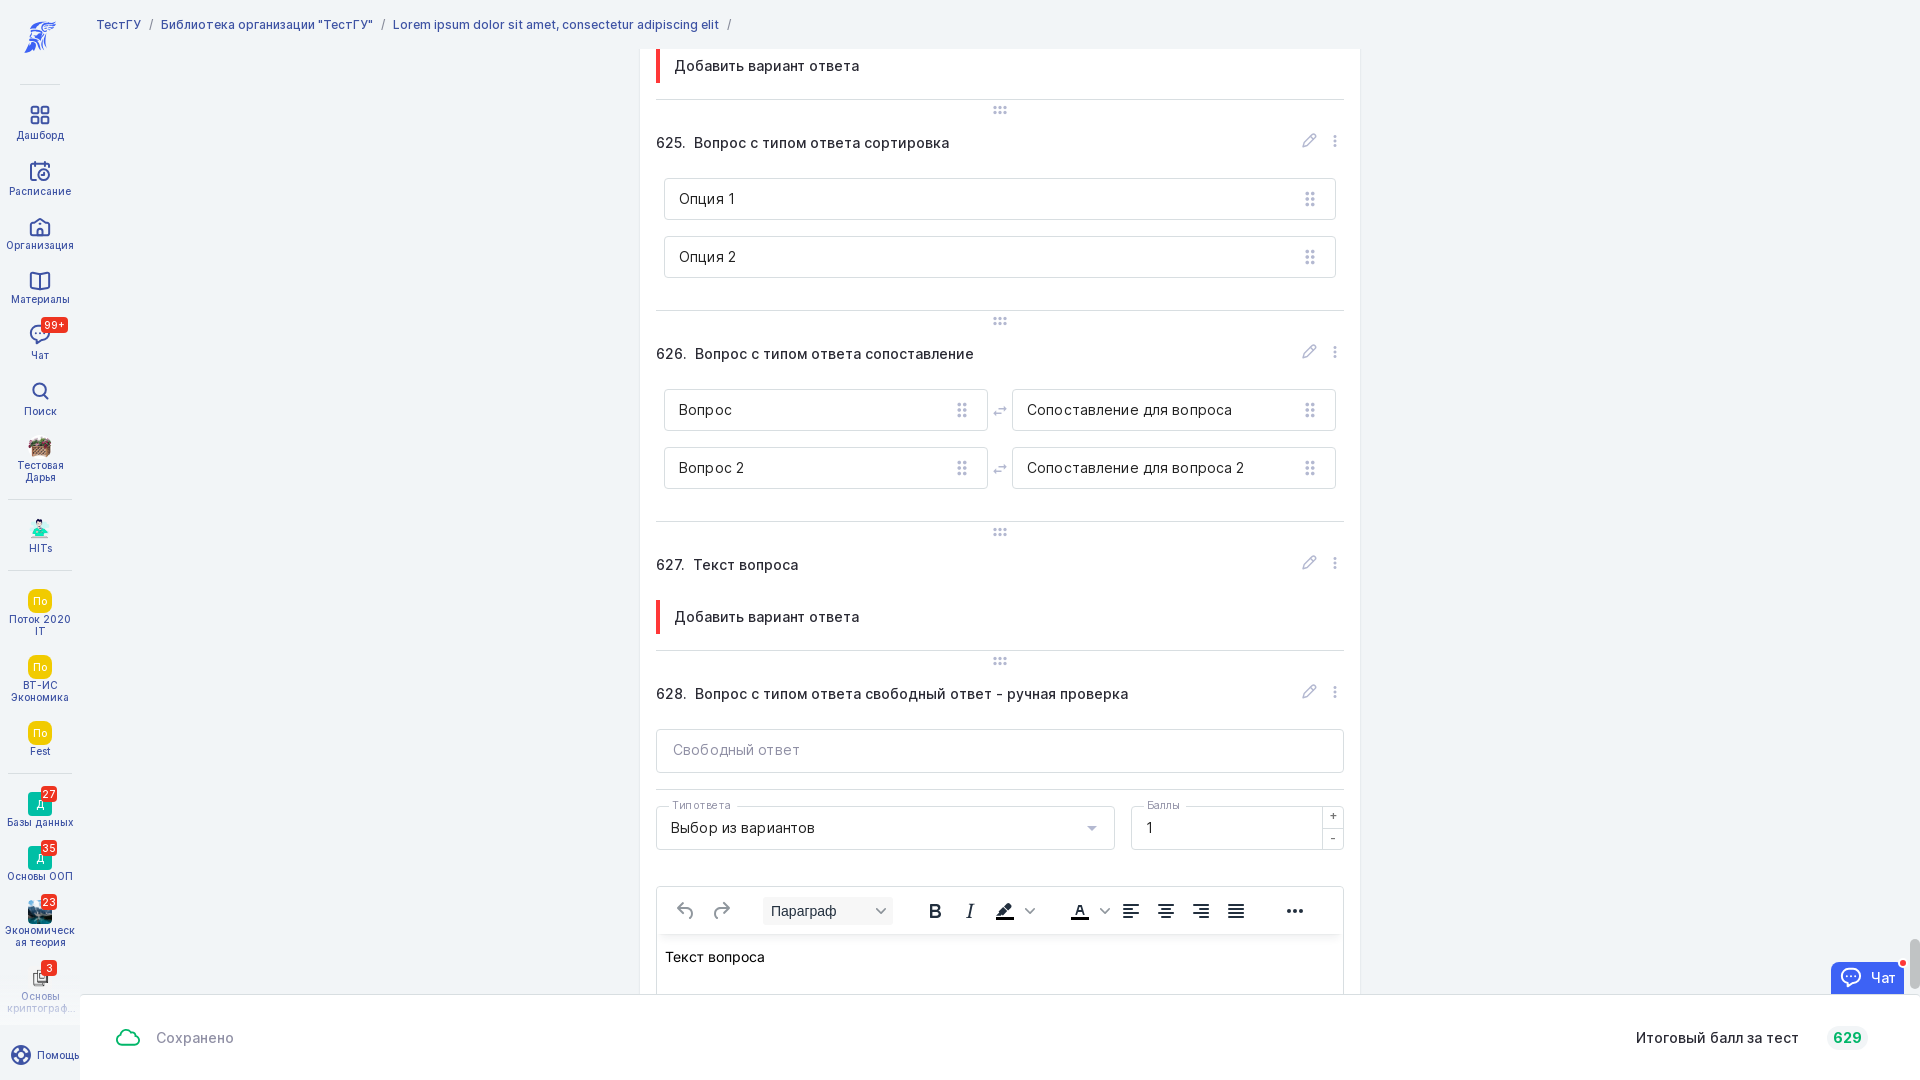 ТестГУ / Библиотека организации "ТестГУ" / Lorem ipsum dolor sit amet, consectetur adipiscing elit /
Дашборд
Расписание
Организация
Материалы
99+
Чат
Поиск
Тестовая
Дарья
HITs
По
Поток 2020
IT
По
ВТ-ИС
Экономика
По
Fest
27
Д
Базы данных
35
Д
Основы ООП
23
Экономическ
ая теория
3
Основы
криптограф...
Помощь
Добавить вариант ответа
625. Вопрос с типом ответа сортировка
Опция 1
Опция 2
626. Вопрос с типом ответа сопоставление
Вопрос
Сопоставление для вопроса
Вопрос 2
Сопоставление для вопроса 2
627. Текст вопроса
Добавить вариант ответа
628. Вопрос с типом ответа свободный ответ - ручная проверка
Свободный ответ
Тип ответа
Выбор из вариантов
Баллы
1
+
-
Параграф
B I A
Текст вопроса
Чат
Сохранено
Итоговый балл за тест 629